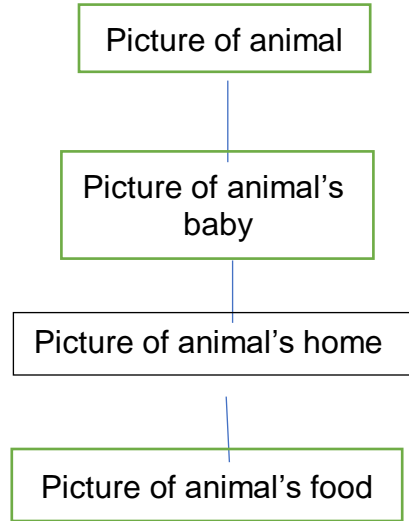 Picture of animal
Picture of animal’s
baby
Picture of animal’s home
Picture of animal’s food